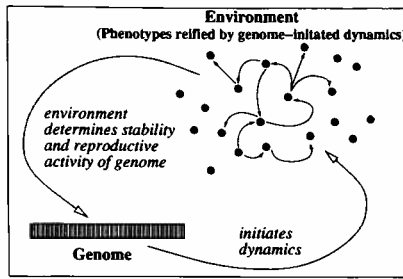 Environment
(Phenotypes reified by genome-initated dynamics)
environment
determines stability
and reproductive
activity of genome
Genome
initiates
dynamics